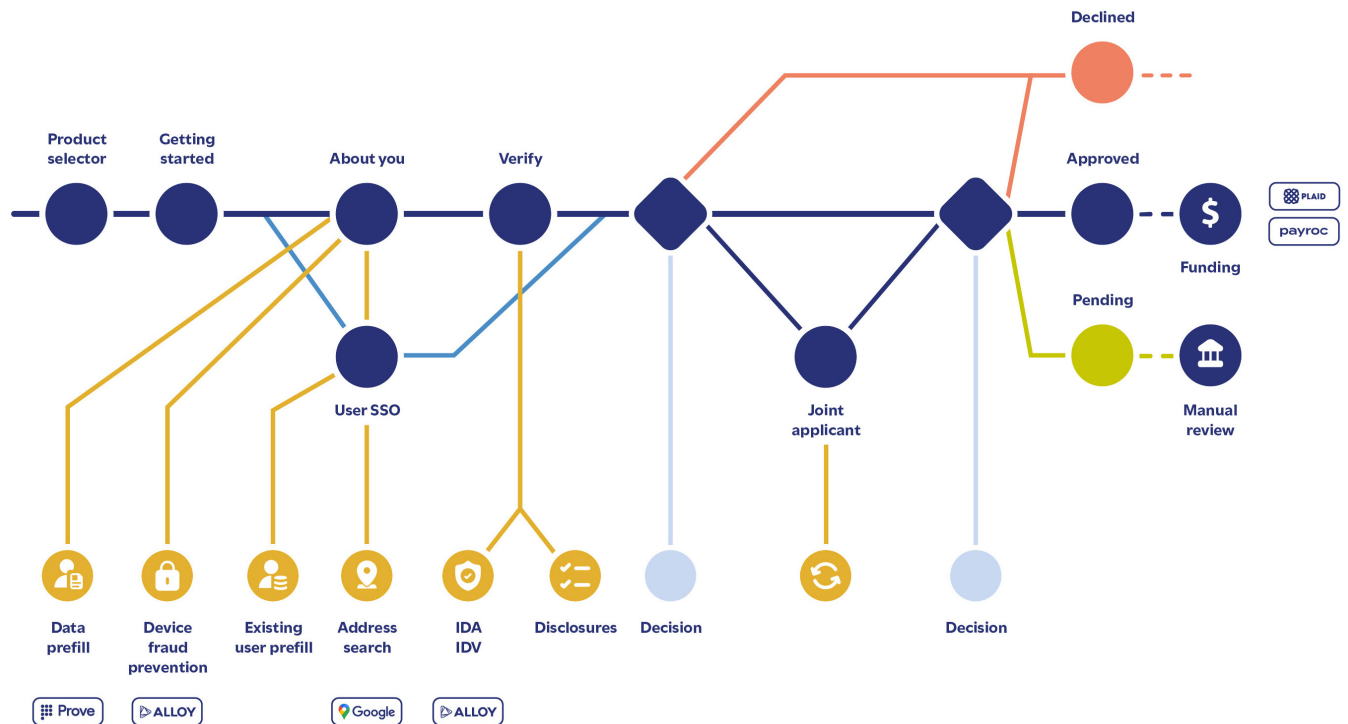 Declined
Product
selector
Getting
started
About you
Verify
Approved
$
PLAID
payroc
Funding
Pending
User SSO
Joint
applicant
Manual
review
Data
prefill
Device
fraud
prevention
Existing
user prefill
Address
search
IDA
IDV
Disclosures
Decision
Decision
Prove
ALLOY
Google
ALLOY